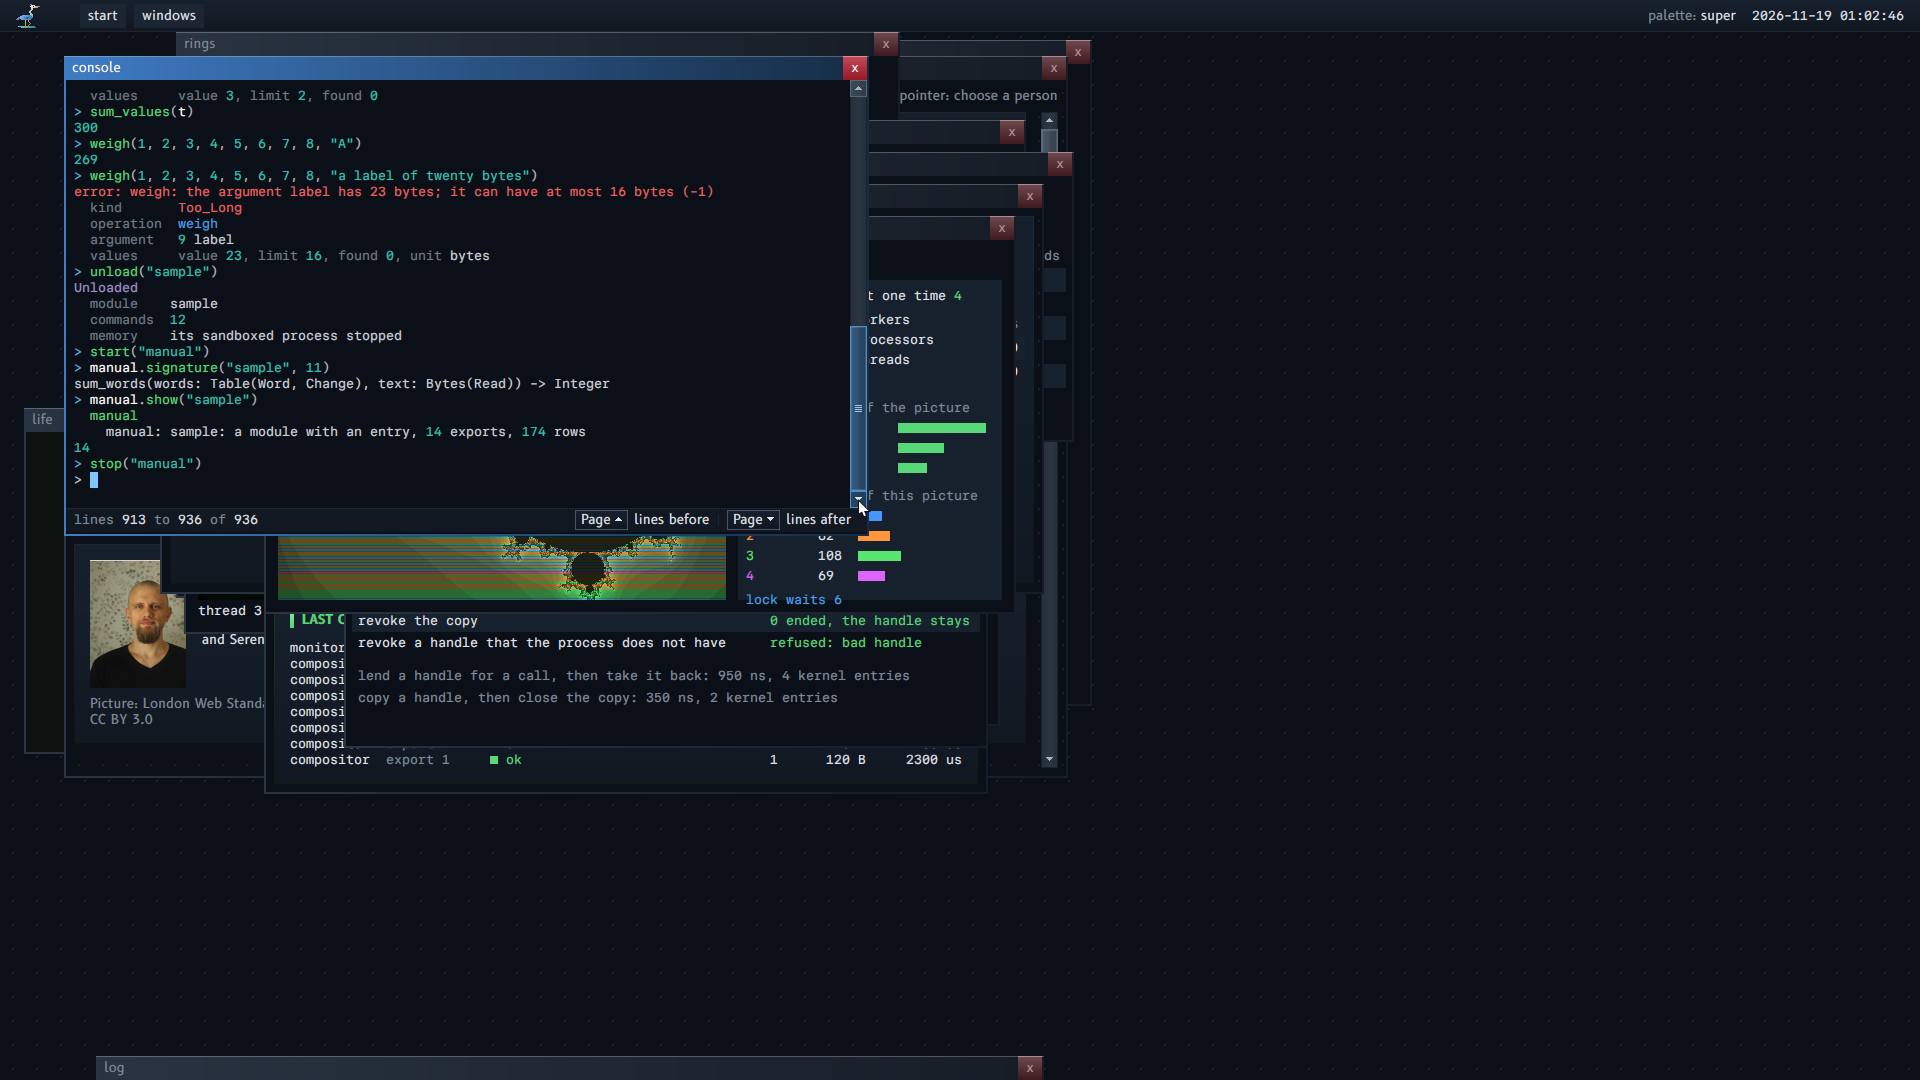 start windows palette: super 2026-11-19 01:02:46
rings x
x
console x
x
pointer: choose a person
values value 3, limit 2, found 0
> sum_values(t)
300
> weigh(1, 2, 3, 4, 5, 6, 7, 8, "A")
269
> weigh(1, 2, 3, 4, 5, 6, 7, 8, "a label of twenty bytes")
error: weigh: the argument label has 23 bytes; it can have at most 16 bytes (-1)
kind Too_Long
operation weigh
argument 9 label
values value 23, limit 16, found 0, unit bytes
> unload("sample")
Unloaded
module sample
commands 12
memory its sandboxed process stopped
> start("manual")
> manual.signature("sample", 11)
sum_words(words: Table(Word, Change), text: Bytes(Read)) -> Integer
> manual.show("sample")
manual
manual: sample: a module with an entry, 14 exports, 174 rows
14
> stop("manual")
>
lines 913 to 936 of 936 Page lines before Page lines after
x
x
x
x
ds
t one time 4
rkers
ocessors
reads
f the picture
f this picture
life
2 82
3 108
4 69
lock waits 6
thread 3
and Seren
Picture: London Web Standa
CC BY 3.0
LAST C
monitor
composi
composi
composi
composi
composi
composi
compositor export 1 ok 1 120 B 2300 us
revoke the copy 0 ended, the handle stays
revoke a handle that the process does not have refused: bad handle
lend a handle for a call, then take it back: 950 ns, 4 kernel entries
copy a handle, then close the copy: 350 ns, 2 kernel entries
log x